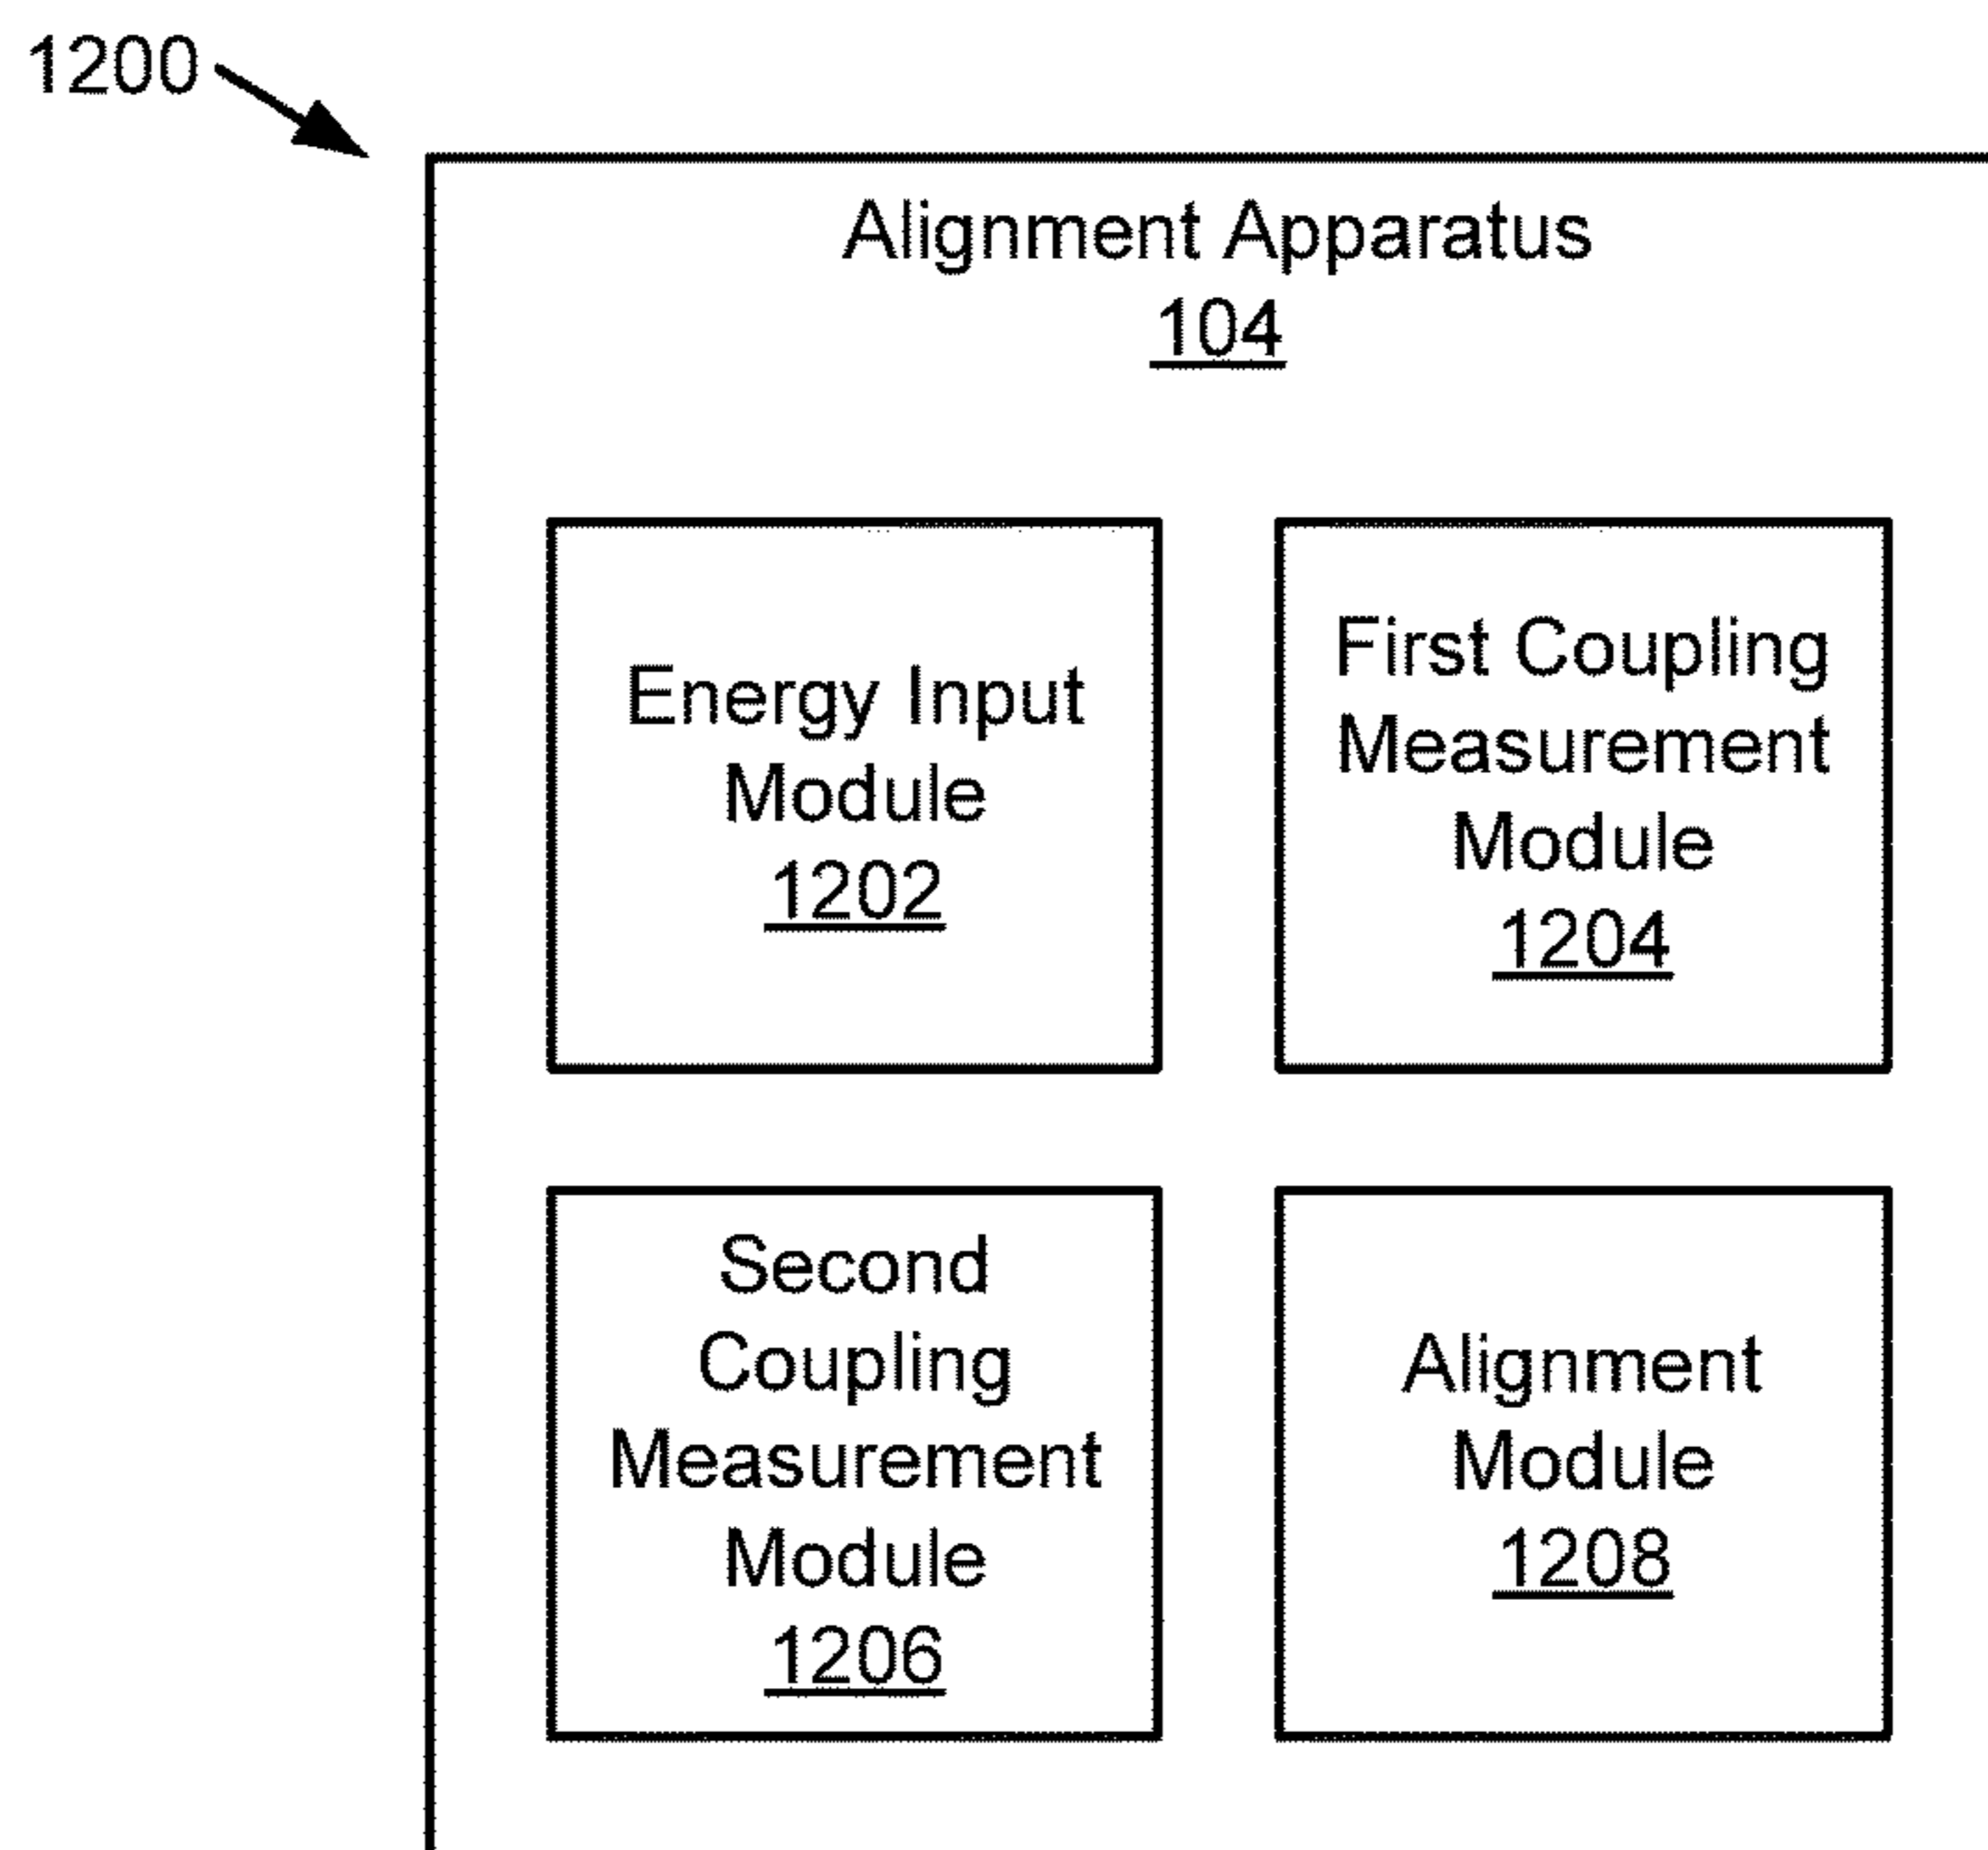 1200
Alignment Apparatus
104
Energy Input
Module
1202
First Coupling
Measurement
Module
1204
Second
Coupling
Measurement
Module
1206
Alignment
Module
1208